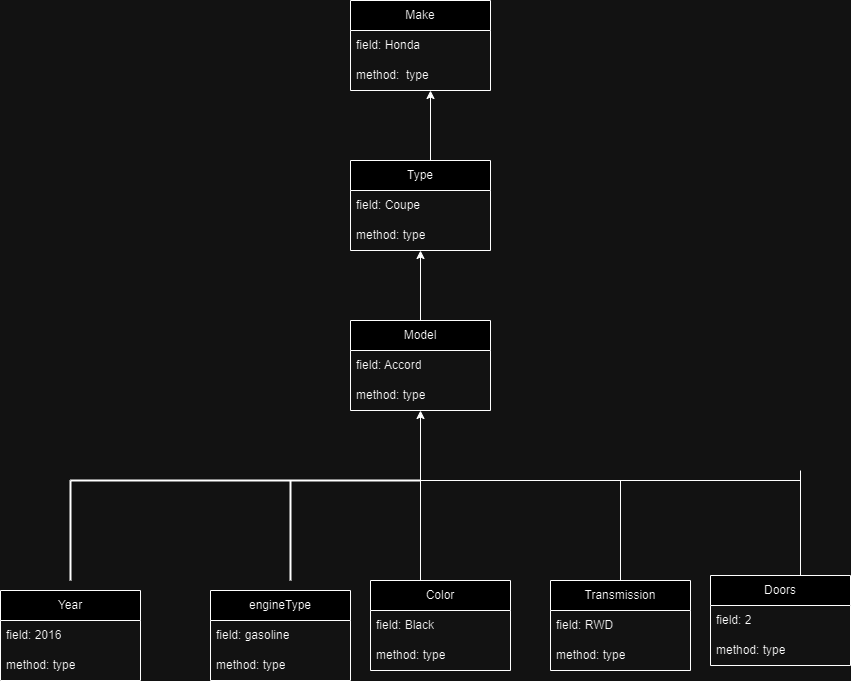 Make
field: Honda
method:  type
Type
field: Coupe
method: type
Model
field: Accord
method: type
Year
field: 2016
method: type
engineType
field: gasoline
method: type
Color
field: Black
method: type
Transmission
field: RWD
method: type
Doors
field: 2
method: type